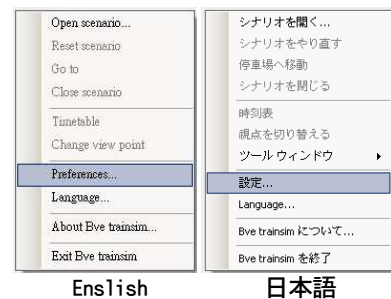 Open scenario...
Reset scenario
Go to
Close scenario
Timetable
Change view point
Preferences...
Language...
About Bve trainsim...
Exit Bve trainsim
Enslish
シナリオを開く...
シナリオをやり直す
停車場へ移動
シナリオを閉じる
時刻表
視点を切り替える
ツール ウィンドウ
設定...
Language...
Bve trainsim について...
Bve trainsim を終了
日本語